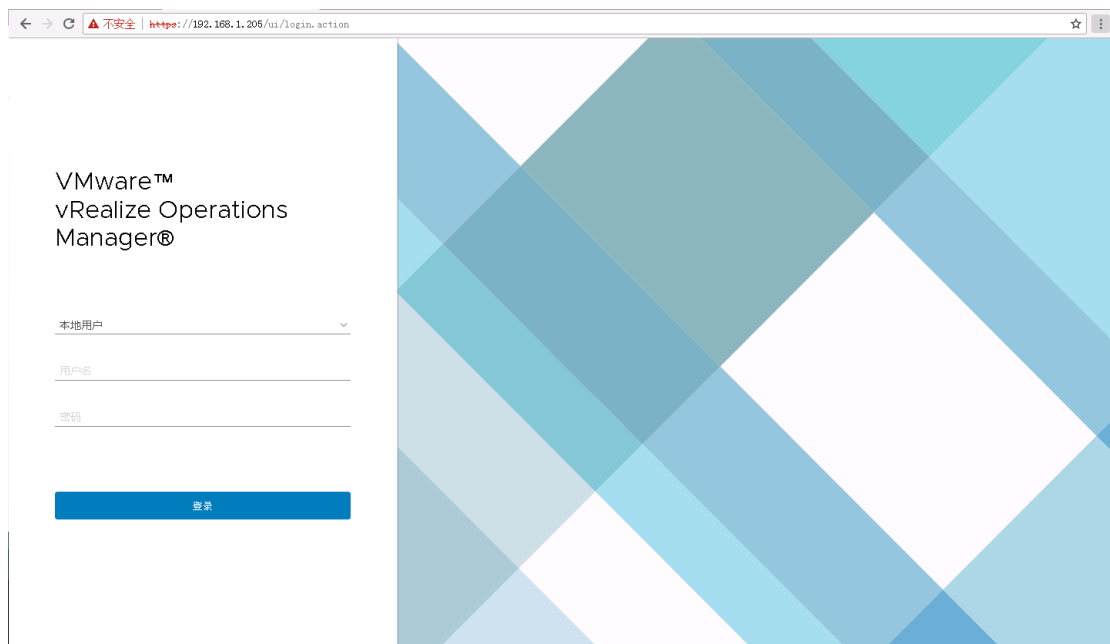 不安全 | https://192.168.1.205/ui/login.action
VMware™
vRealize Operations
Manager®
本地用户
用户名
密码
登录